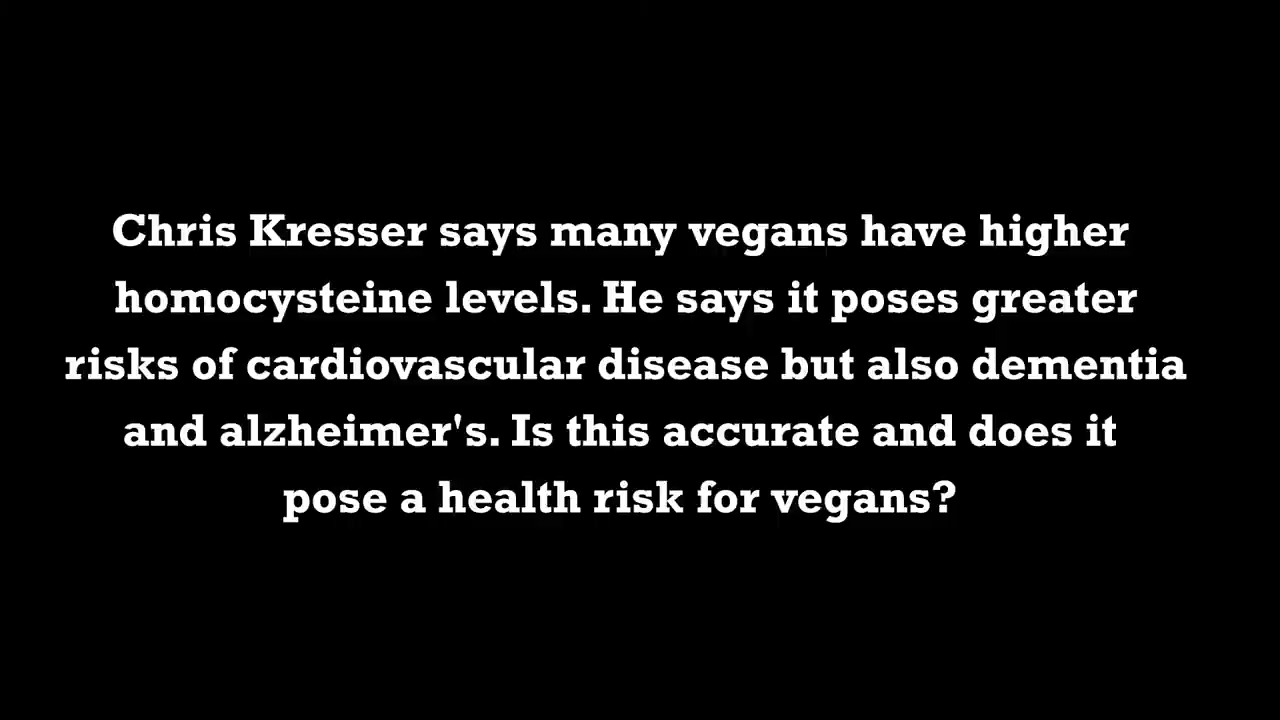 Chris Kresser says many vegans have higher
homocysteine levels. He says it poses greater
risks of cardiovascular disease but also dementia
and alzheimer's. Is this accurate and does it
pose a health risk for vegans?